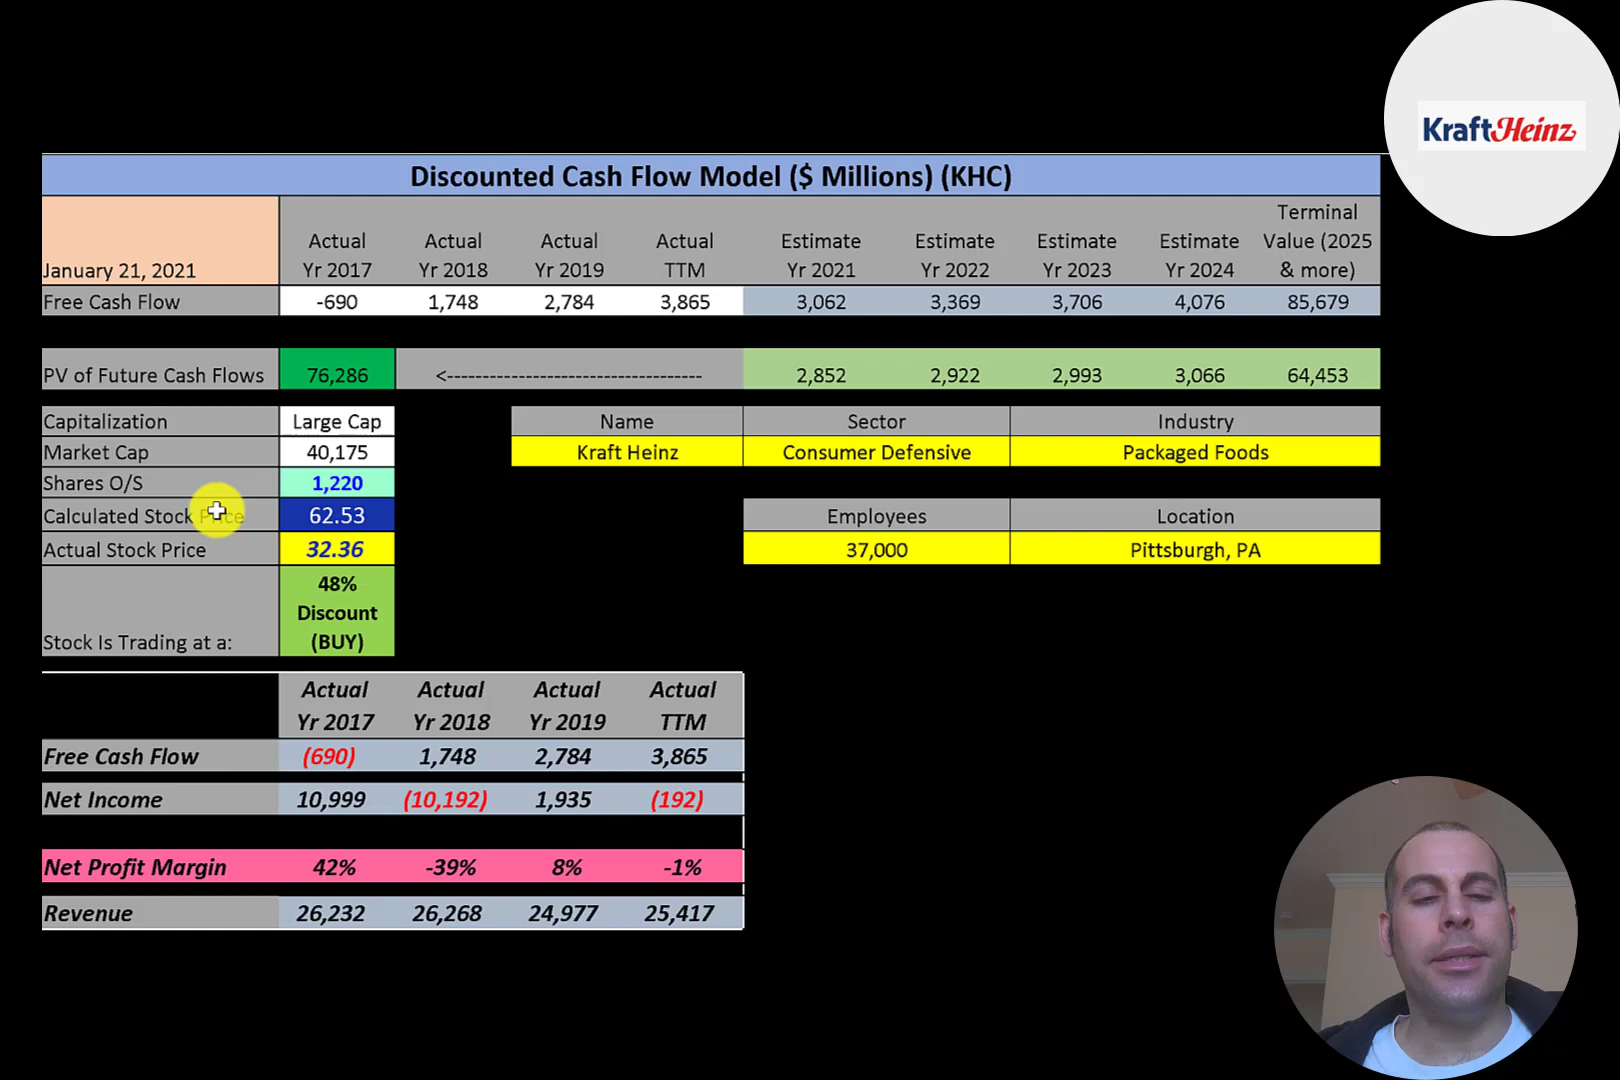 KraftHeinz
Discounted Cash Flow Model ($ Millions) (KHC)
January 21, 2021 Actual Yr 2017 Actual Yr 2018 Actual Yr 2019 Actual TTM Estimate Yr 2021 Estimate Yr 2022 Estimate Yr 2023 Estimate Yr 2024 Terminal Value (2025 & more)
Free Cash Flow -690 1,748 2,784 3,865 3,062 3,369 3,706 4,076 85,679
PV of Future Cash Flows 76,286 <------------------------------------ 2,852 2,922 2,993 3,066 64,453
Capitalization Large Cap Name Sector Industry
Market Cap 40,175 Kraft Heinz Consumer Defensive Packaged Foods
Shares O/S 1,220
Calculated Stock Price 62.53 Employees Location
Actual Stock Price 32.36 37,000 Pittsburgh, PA
Stock Is Trading at a: 48% Discount (BUY)
Actual Yr 2017 Actual Yr 2018 Actual Yr 2019 Actual TTM
Free Cash Flow (690) 1,748 2,784 3,865
Net Income 10,999 (10,192) 1,935 (192)
Net Profit Margin 42% -39% 8% -1%
Revenue 26,232 26,268 24,977 25,417